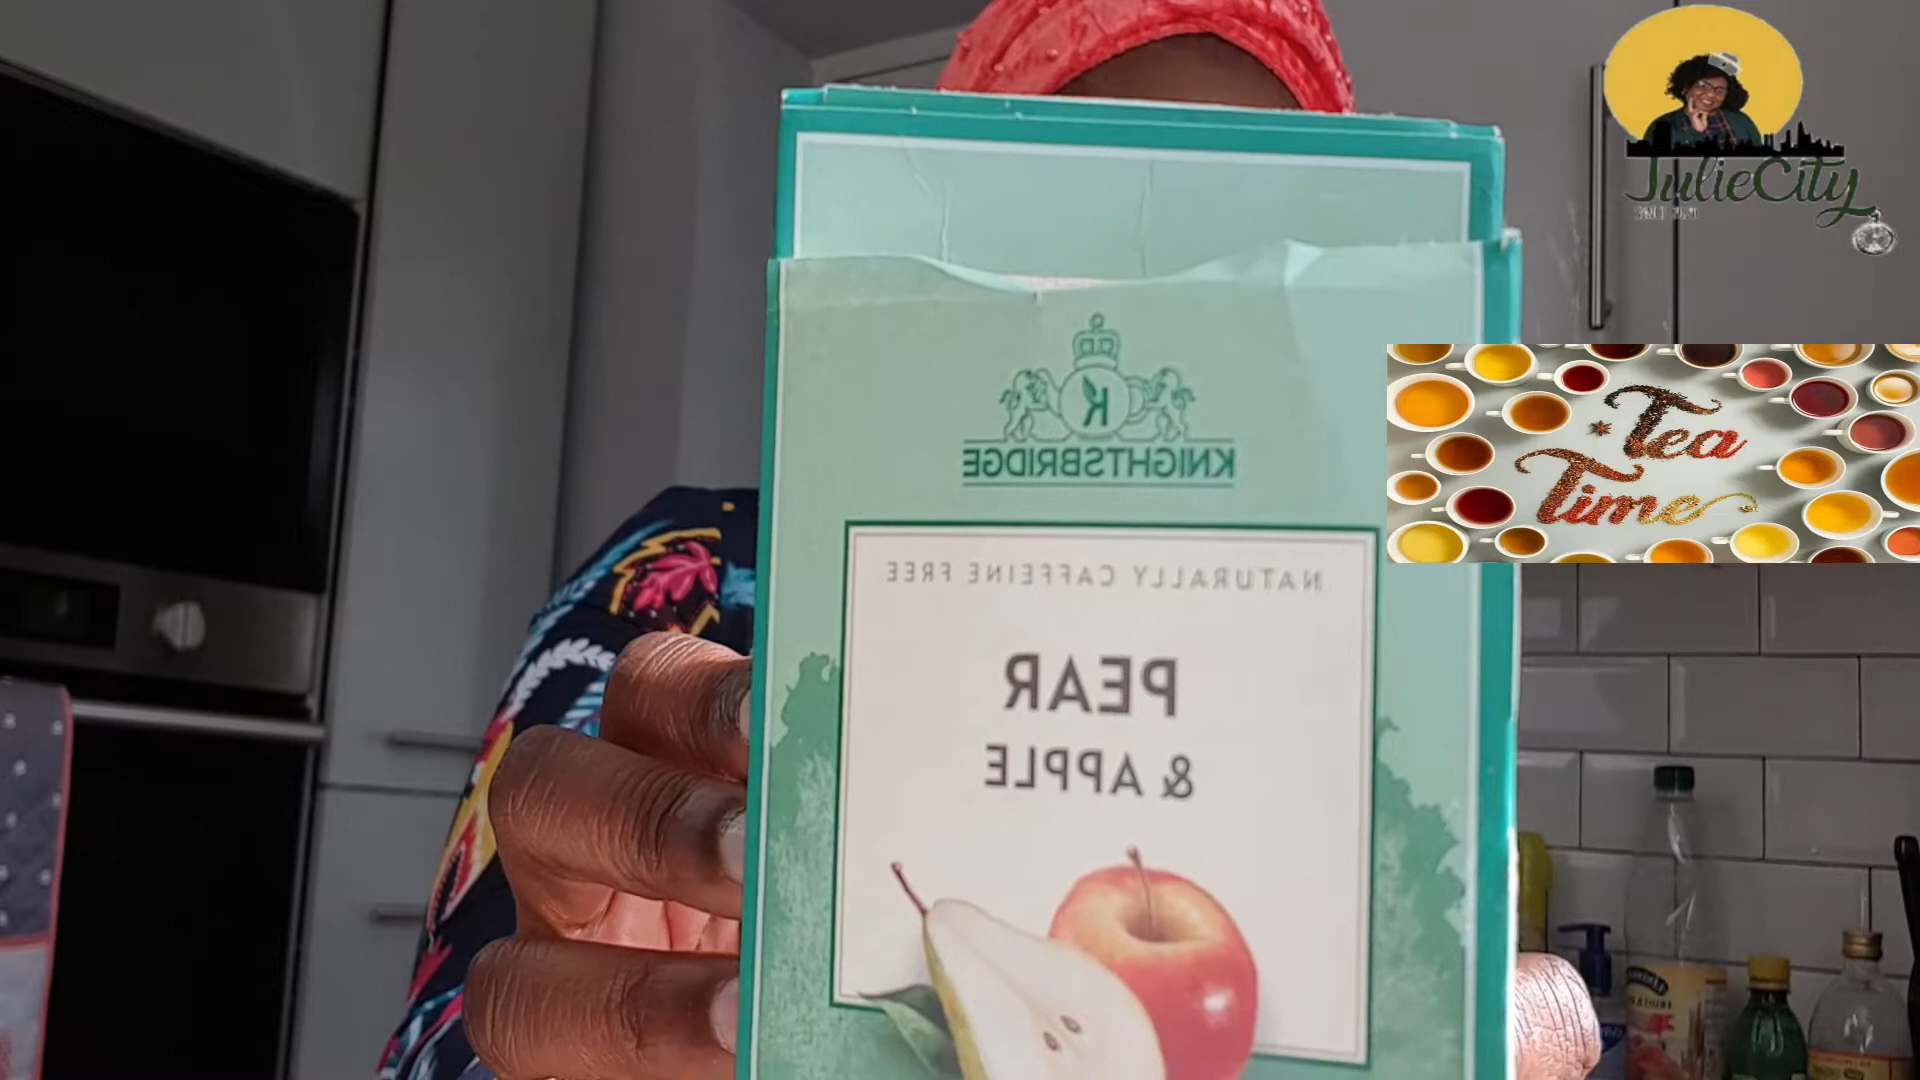 JulieCity
K
KNIGHTSBRIDGE
Tea
Time
NATURALLY CAFFEINE FREE
PEAR
& APPLE